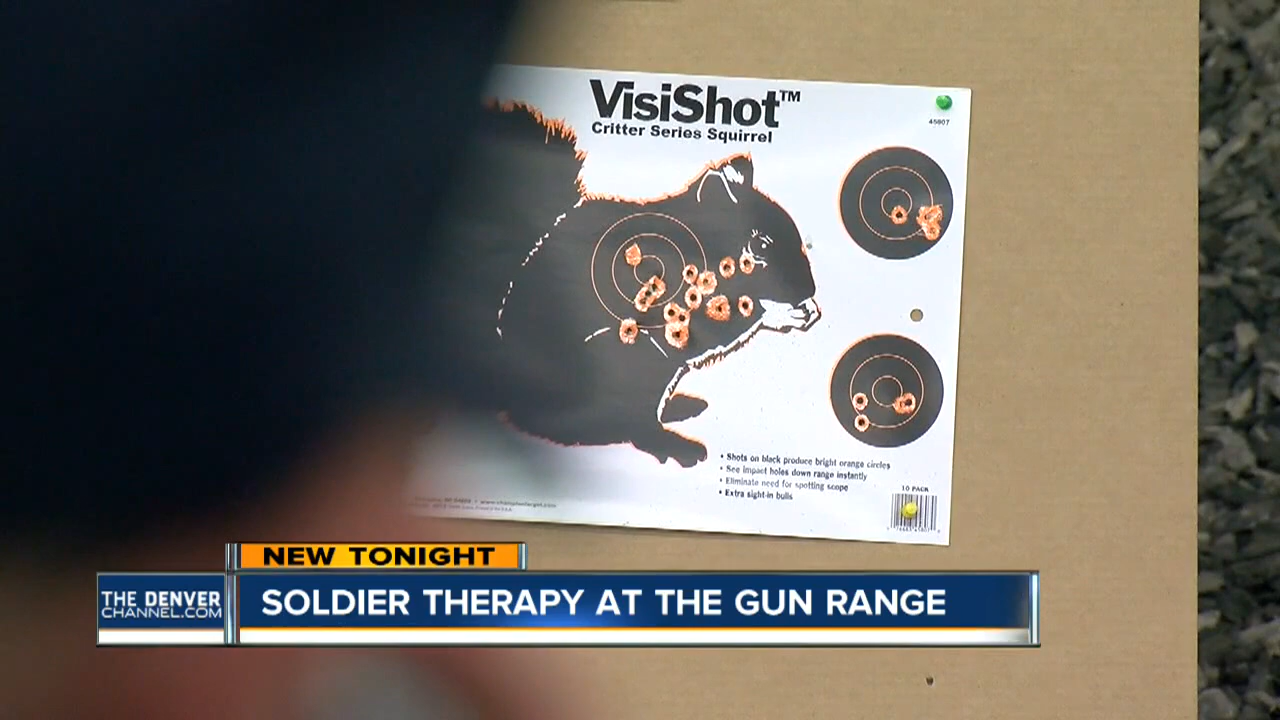 VisiShot™
Critter Series Squirrel
45807
• Shots on black produce bright orange circles
• See impact holes down range instantly
• Eliminate need for spotting scope
• Extra sight-in bulls
10 PACK
NEW TONIGHT
THE DENVER
CHANNEL.COM
SOLDIER THERAPY AT THE GUN RANGE